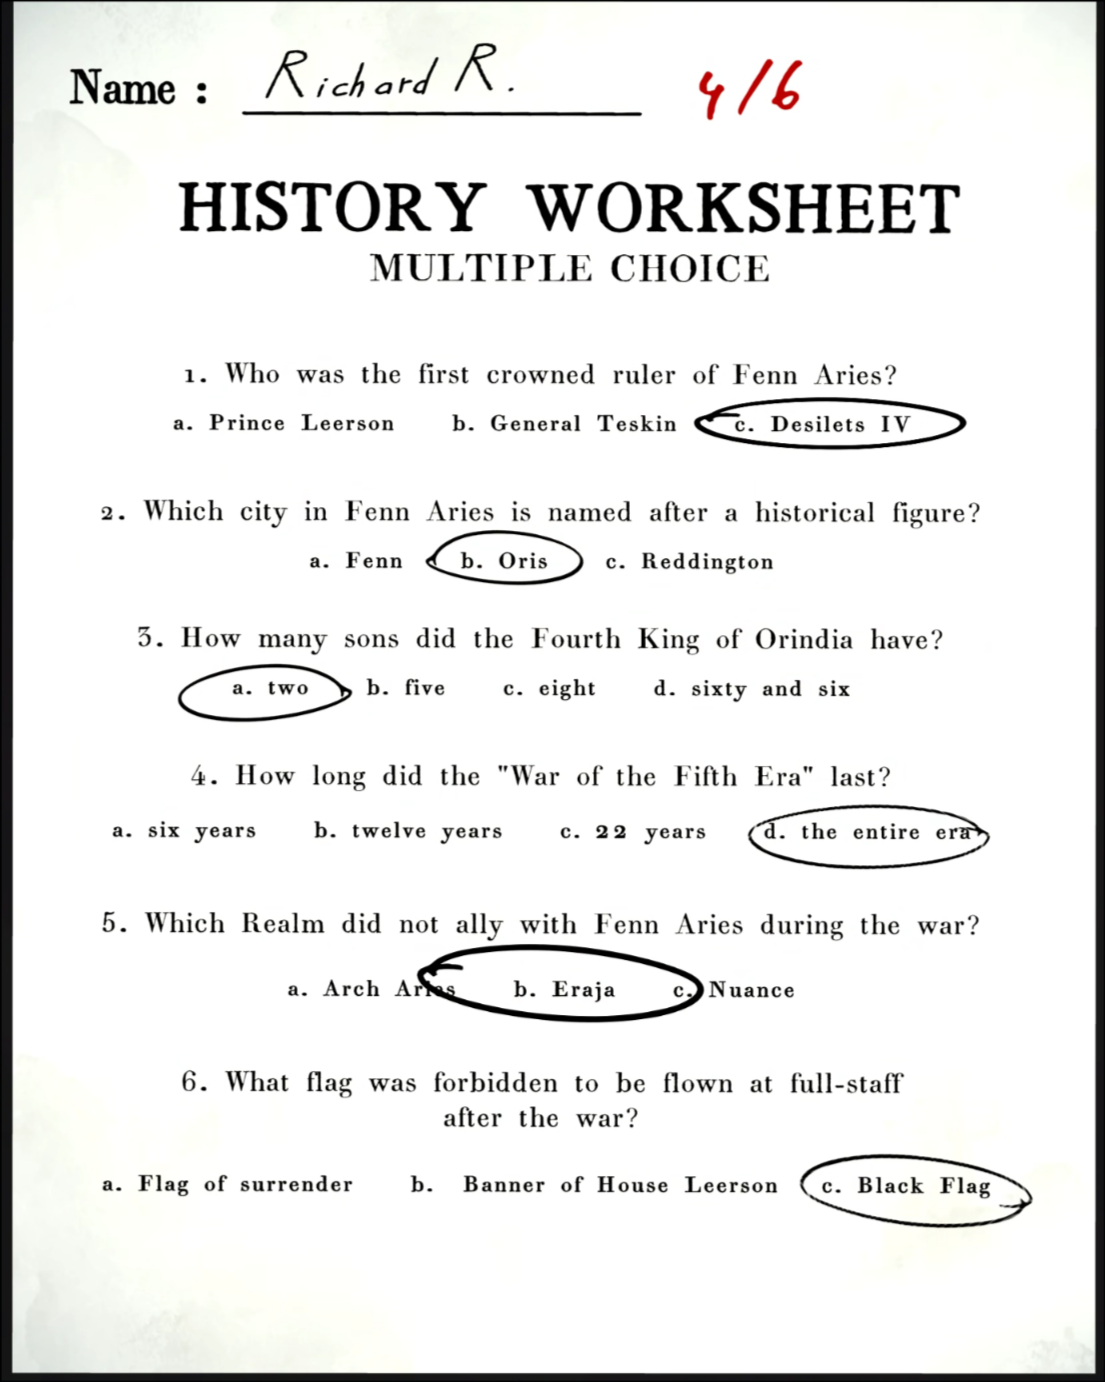 Name : Richard R. 4/6
HISTORY WORKSHEET
MULTIPLE CHOICE
1. Who was the first crowned ruler of Fenn Aries?
a. Prince Leerson b. General Teskin c. Desilets IV
2. Which city in Fenn Aries is named after a historical figure?
a. Fenn b. Oris c. Reddington
3. How many sons did the Fourth King of Orindia have?
a. two b. five c. eight d. sixty and six
4. How long did the "War of the Fifth Era" last?
a. six years b. twelve years c. 22 years d. the entire era
5. Which Realm did not ally with Fenn Aries during the war?
a. Arch Aries b. Eraja c. Nuance
6. What flag was forbidden to be flown at full-staff
after the war?
a. Flag of surrender b. Banner of House Leerson c. Black Flag